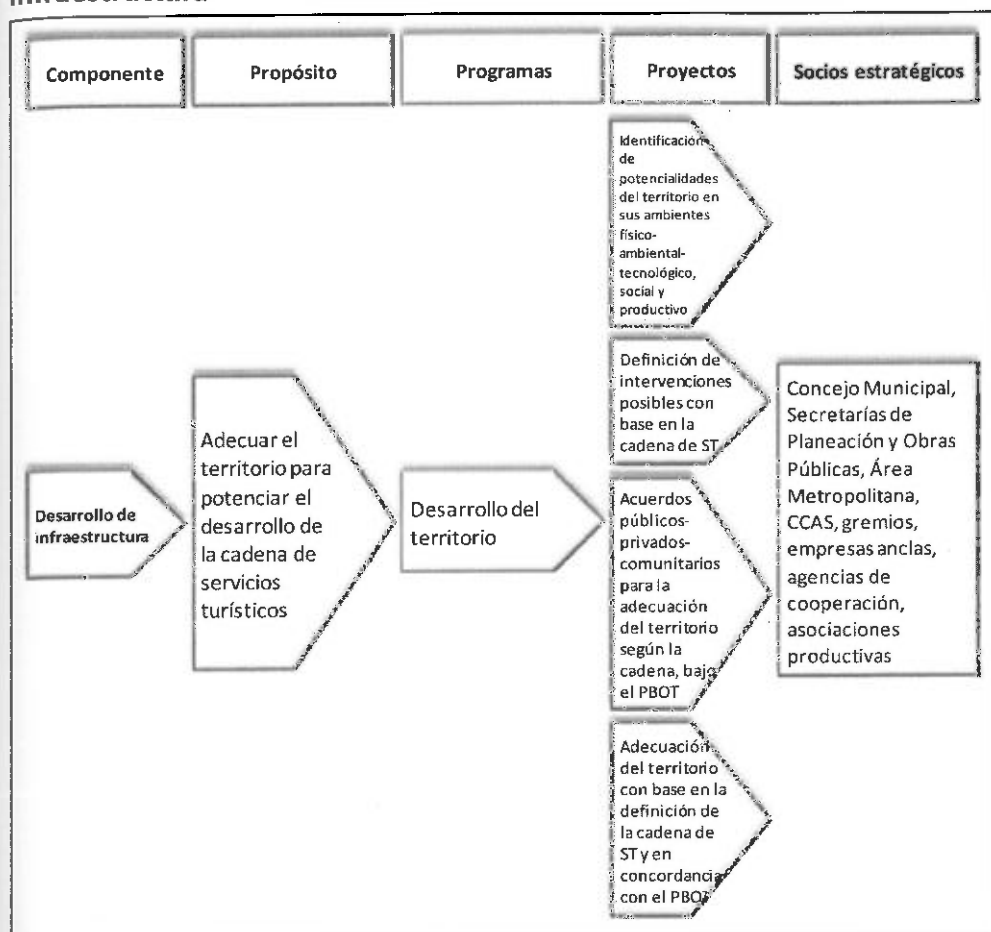 Componente
Propósito
Programas
Proyectos
Socios estratégicos
Desarrollo de
infraestructura
Adecuar el
territorio para
potenciar el
desarrollo de
la cadena de
servicios
turísticos
Desarrollo del
territorio
Identificación
de
potencialidades
del territorio en
sus ambientes
físico-
ambiental-
tecnológico,
social y
productivo
Definición de
intervenciones
posibles con
base en la
cadena de ST
Acuerdos
públicos-
privados-
comunitarios
para la
adecuación
del territorio
según la
cadena, bajo
el PBOT
Adecuación
del territorio
con base en la
definición de
la cadena de
ST y en
concordancia
con el PBOT
Concejo Municipal,
Secretarías de
Planeación y Obras
Públicas, Área
Metropolitana,
CCAS, gremios,
empresas anclas,
agencias de
cooperación,
asociaciones
productivas